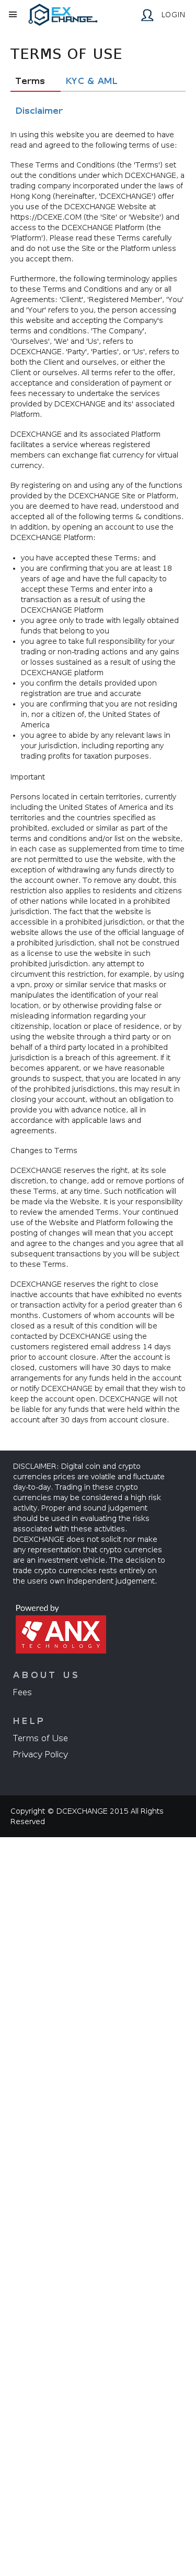 EX
CHANGE
LOGIN
TERMS OF USE
Terms
KYC & AML
Disclaimer
In using this website you are deemed to have
read and agreed to the following terms of use:
These Terms and Conditions (the 'Terms') set
out the basis under which DCEXCHANGE, a
trading company incorporated under the laws of
Hong Kong (hereinafter, 'DCEXCHANGE') offer
you use of the DCEXCHANGE Website at
https://DCEXE.COM (the 'Site' or 'Website') and
access to the DCEXCHANGE Platform (the
'Platform'). Please read these Terms carefully
and do not use the Site or the Platform unless
you accept them.
Furthermore, the following terminology applies
to these Terms and Conditions and any or all
Agreements: 'Client', 'Registered Member', 'You'
and 'Your' refers to you, the person accessing
this website and accepting the Company's
terms and conditions. 'The Company',
'Ourselves', 'We' and 'Us', refers to
DCEXCHANGE. 'Party', 'Parties', or 'Us', refers to
both the Client and ourselves, or either the
Client or ourselves. All terms refer to the offer,
acceptance and consideration of payment or
fees necessary to undertake the services
provided by DCEXCHANGE and its' associated
Platform.
DCEXCHANGE and its associated Platform
facilitates a service whereas registered
members can exchange fiat currency for virtual
currency.
By registering on and using any of the functions
provided by the DCEXCHANGE Site or Platform,
you are deemed to have read, understood and
accepted all of the following terms & conditions.
In addition, by opening an account to use the
DCEXCHANGE Platform:
you have accepted these Terms; and
you are confirming that you are at least 18
years of age and have the full capacity to
accept these Terms and enter into a
transaction as a result of using the
DCEXCHANGE Platform
you agree only to trade with legally obtained
funds that belong to you
you agree to take full responsibility for your
trading or non-trading actions and any gains
or losses sustained as a result of using the
DCEXCHANGE platform
you confirm the details provided upon
registration are true and accurate
you are confirming that you are not residing
in, nor a citizen of, the United States of
America
you agree to abide by any relevant laws in
your jurisdiction, including reporting any
trading profits for taxation purposes.
Important
Persons located in certain territories, currently
including the United States of America and its
territories and the countries specified as
prohibited, excluded or similar as part of the
terms and conditions and/or list on the website,
in each case as supplemented from time to time
are not permitted to use the website, with the
exception of withdrawing any funds directly to
the account owner. To remove any doubt, this
restriction also applies to residents and citizens
of other nations while located in a prohibited
jurisdiction. The fact that the website is
accessible in a prohibited jurisdiction, or that the
website allows the use of the official language of
a prohibited jurisdiction, shall not be construed
as a license to use the website in such
prohibited jurisdiction. any attempt to
circumvent this restriction, for example, by using
a vpn, proxy or similar service that masks or
manipulates the identification of your real
location, or by otherwise providing false or
misleading information regarding your
citizenship, location or place of residence, or by
using the website through a third party or on
behalf of a third party located in a prohibited
jurisdiction is a breach of this agreement. If it
becomes apparent, or we have reasonable
grounds to suspect, that you are located in any
of the prohibited jurisdictions, this may result in
closing your account, without an obligation to
provide you with advance notice, all in
accordance with applicable laws and
agreements.
Changes to Terms
DCEXCHANGE reserves the right, at its sole
discretion, to change, add or remove portions of
these Terms, at any time. Such notification will
be made via the Website. It is your responsibility
to review the amended Terms. Your continued
use of the Website and Platform following the
posting of changes will mean that you accept
and agree to the changes and you agree that all
subsequent transactions by you will be subject
to these Terms.
DCEXCHANGE reserves the right to close
inactive accounts that have exhibited no events
or transaction activity for a period greater than 6
months. Customers of whom accounts will be
closed as a result of this condition will be
contacted by DCEXCHANGE using the
customers registered email address 14 days
prior to account closure. After the account is
closed, customers will have 30 days to make
arrangements for any funds held in the account
or notify DCEXCHANGE by email that they wish to
keep the account open. DCEXCHANGE will not
be liable for any funds that were held within the
account after 30 days from account closure.
DISCLAIMER: Digital coin and crypto
currencies prices are volatile and fluctuate
day-to-day. Trading in these crypto
currencies may be considered a high risk
activity. Proper and sound judgement
should be used in evaluating the risks
associated with these activities.
DCEXCHANGE does not solicit nor make
any representation that crypto currencies
are an investment vehicle. The decision to
trade crypto currencies rests entirely on
the users own independent judgement.
Powered by
ANX
TECHNOLOGY
ABOUT US
Fees
HELP
Terms of Use
Privacy Policy
Copyright © DCEXCHANGE 2015 All Rights
Reserved